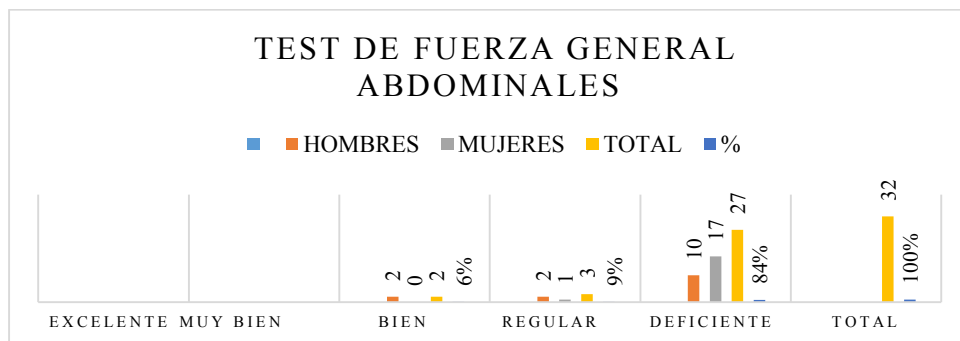 TEST DE FUERZA GENERAL
ABDOMINALES
HOMBRES MUJERES TOTAL %
2 0 2 6%
2 1 3 9%
10 17 27 84%
32 100%
EXCELENTE MUY BIEN BIEN REGULAR DEFICIENTE TOTAL